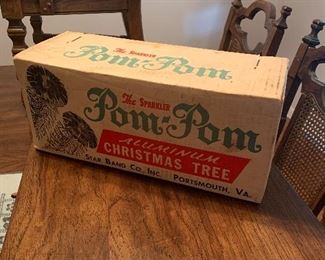 The SPARKLER
Pom-Pom
The SPARKLER
Pom-Pom
ALUMINUM
CHRISTMAS TREE
STAR BAND CO., INC. PORTSMOUTH, VA.